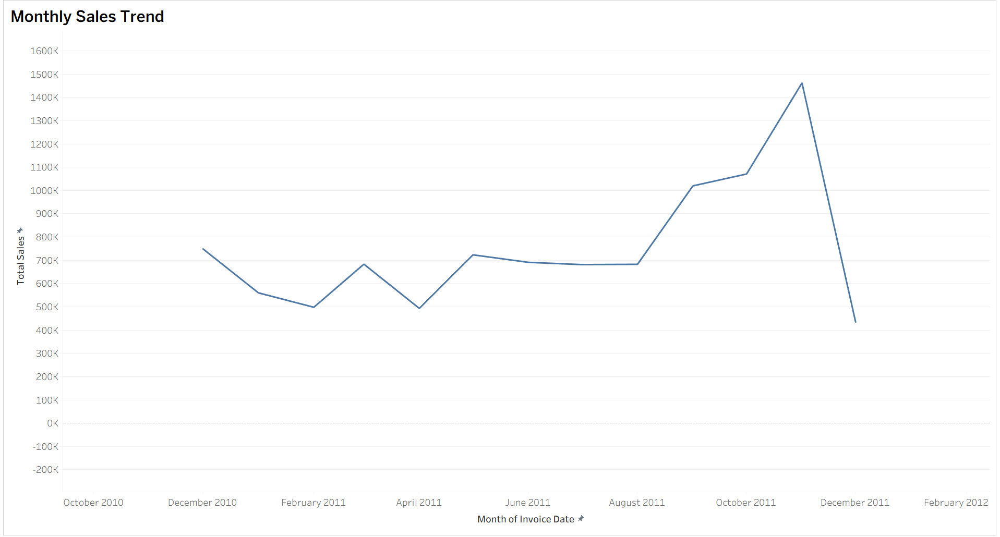 Monthly Sales Trend
1600K
1500K
1400K
1300K
1200K
1100K
1000K
900K
800K
700K
600K
500K
400K
300K
200K
100K
0K
-100K
-200K
Total Sales
October 2010 December 2010 February 2011 April 2011 June 2011 August 2011 October 2011 December 2011 February 2012
Month of Invoice Date